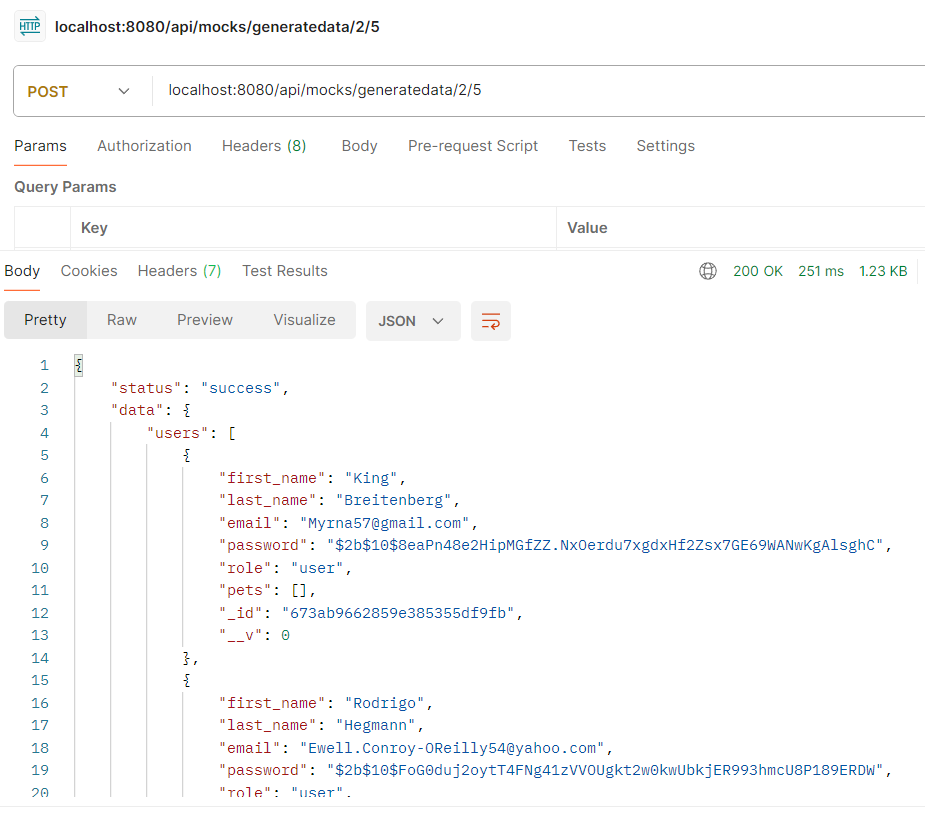 HTTP localhost:8080/api/mocks/generatedata/2/5
POST localhost:8080/api/mocks/generatedata/2/5
Params Authorization Headers (8) Body Pre-request Script Tests Settings
Query Params
Key Value
Body Cookies Headers (7) Test Results 200 OK 251 ms 1.23 KB
Pretty Raw Preview Visualize JSON
1 {
2 "status": "success",
3 "data": {
4 "users": [
5 {
6 "first_name": "King",
7 "last_name": "Breitenberg",
8 "email": "Myrna57@gmail.com",
9 "password": "$2b$10$8eaPn48e2HipMGfZZ.NxOerdu7xgdxHf2Zsx7GE69WANwKgAlsghC",
10 "role": "user",
11 "pets": [],
12 "_id": "673ab9662859e385355df9fb",
13 "__v": 0
14 },
15 {
16 "first_name": "Rodrigo",
17 "last_name": "Hegmann",
18 "email": "Ewell.Conroy-OReilly54@yahoo.com",
19 "password": "$2b$10$FoG0duj2oytT4FNg41zVVOUgkt2w0kwUbkjER993hmcU8P189ERDW",
20 "role": "user",